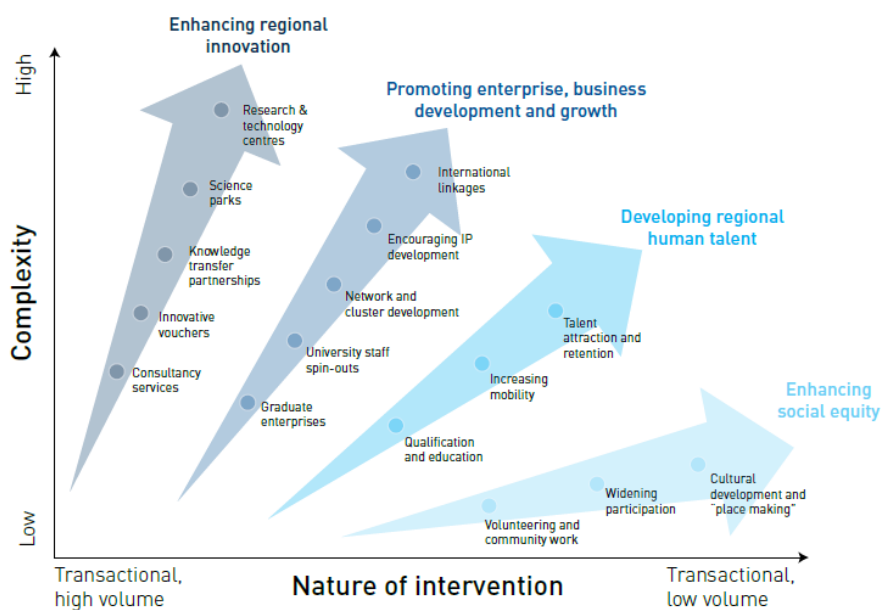 Enhancing regional
innovation
Promoting enterprise, business
development and growth
Developing regional
human talent
Enhancing
social equity
High
Complexity
Low
Research &
technology
centres
Science
parks
Knowledge
transfer
partnerships
Innovative
vouchers
Consultancy
services
International
linkages
Encouraging IP
development
Network and
cluster development
University staff
spin-outs
Graduate
enterprises
Talent
attraction and
retention
Increasing
mobility
Qualification
and education
Cultural
development and
"place making"
Widening
participation
Volunteering and
community work
Transactional,
high volume
Nature of intervention
Transactional,
low volume